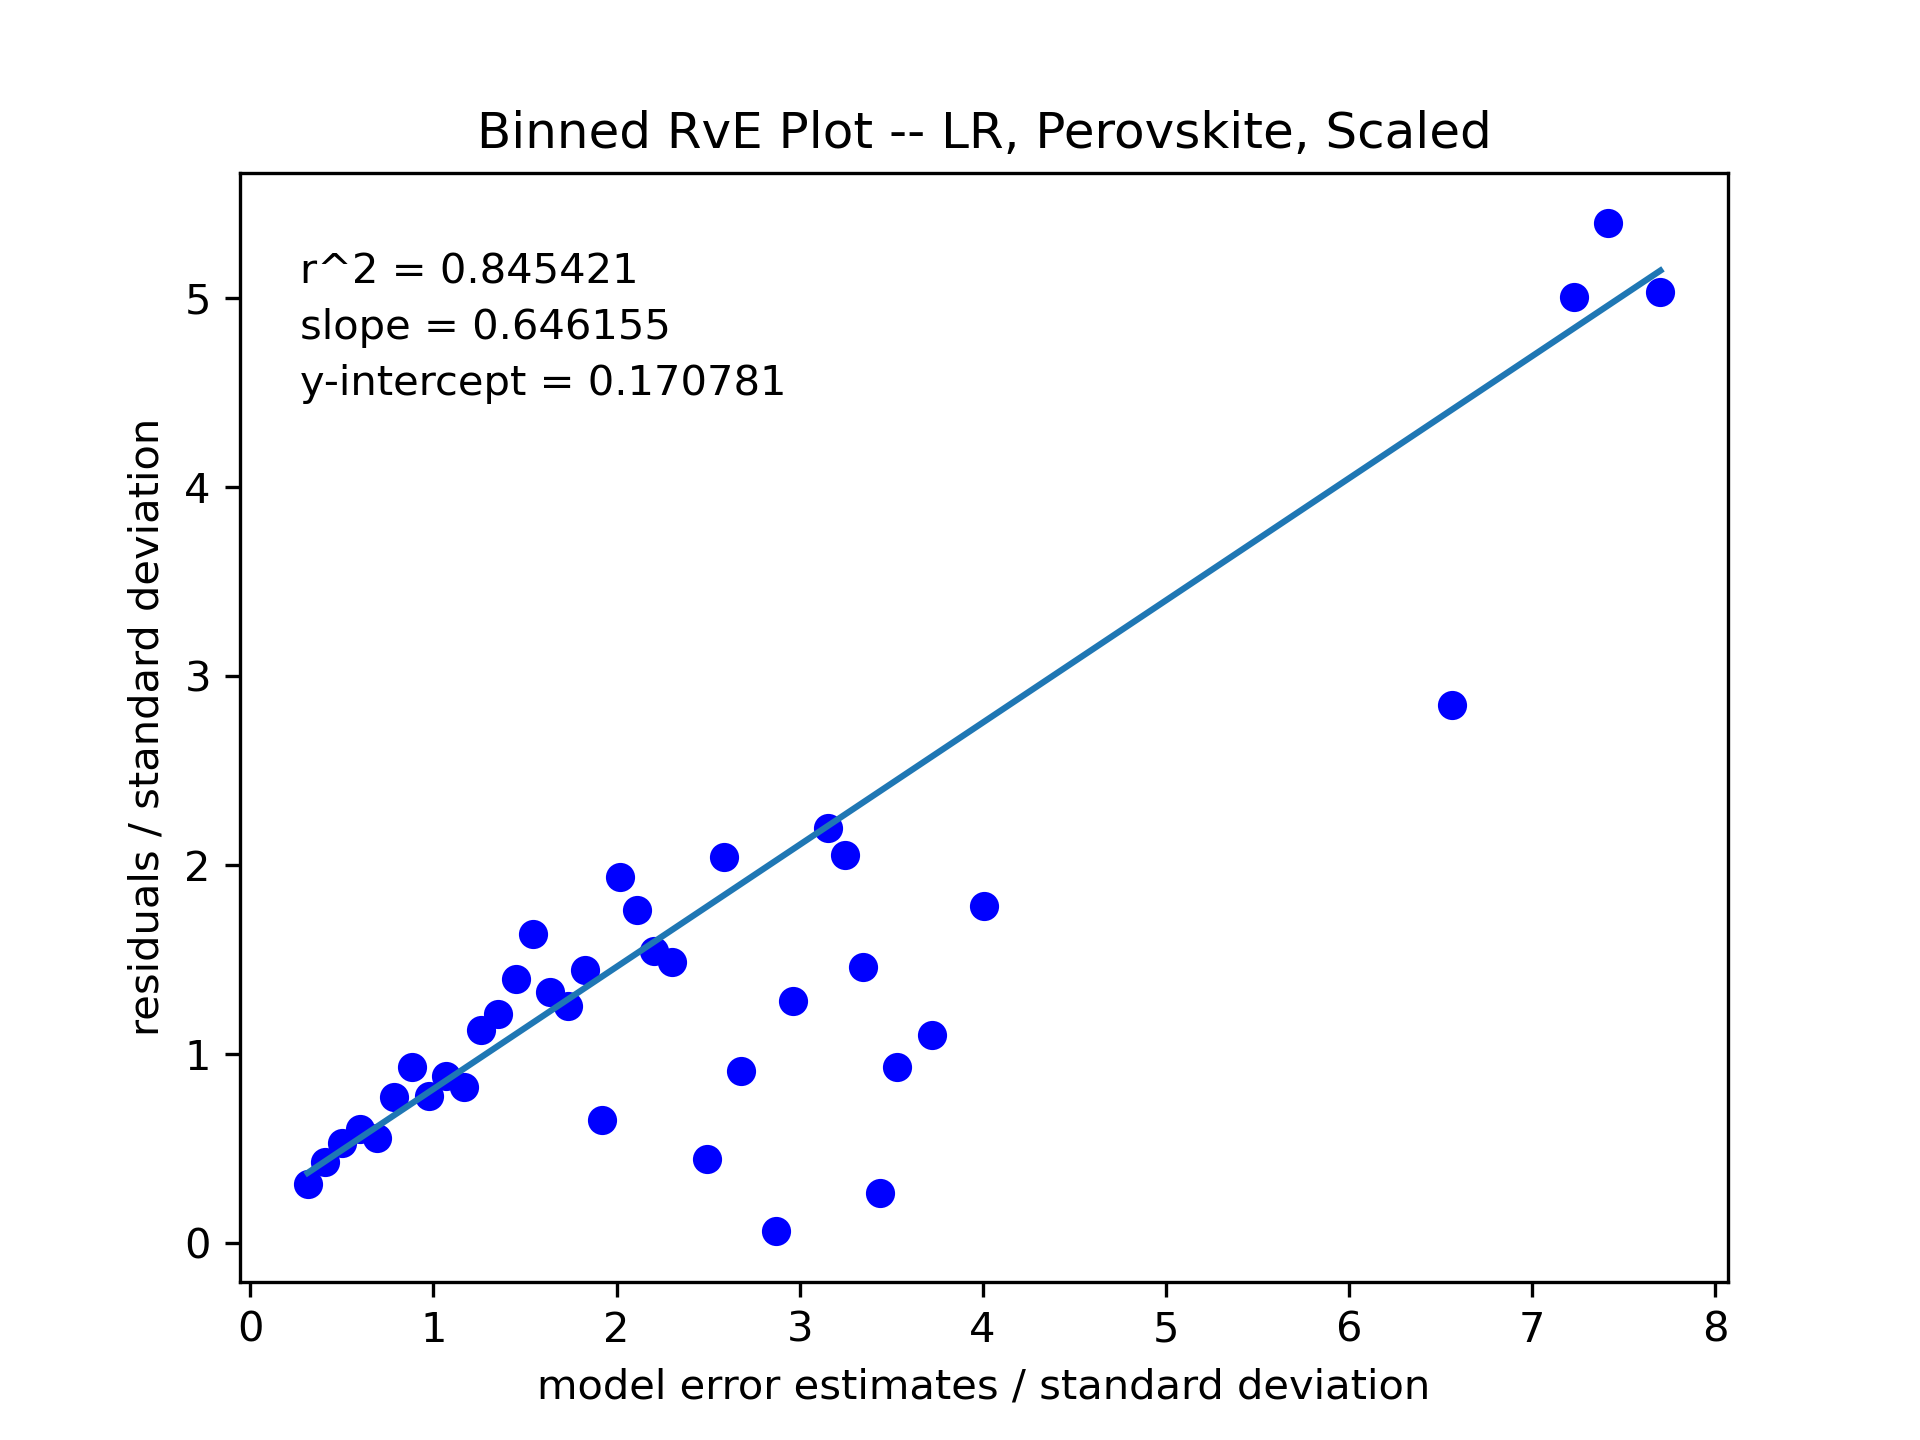 Binned RvE Plot -- LR, Perovskite, Scaled
r^2 = 0.845421
slope = 0.646155
y-intercept = 0.170781
residuals / standard deviation
5
4
3
2
1
0
0 1 2 3 4 5 6 7 8
model error estimates / standard deviation